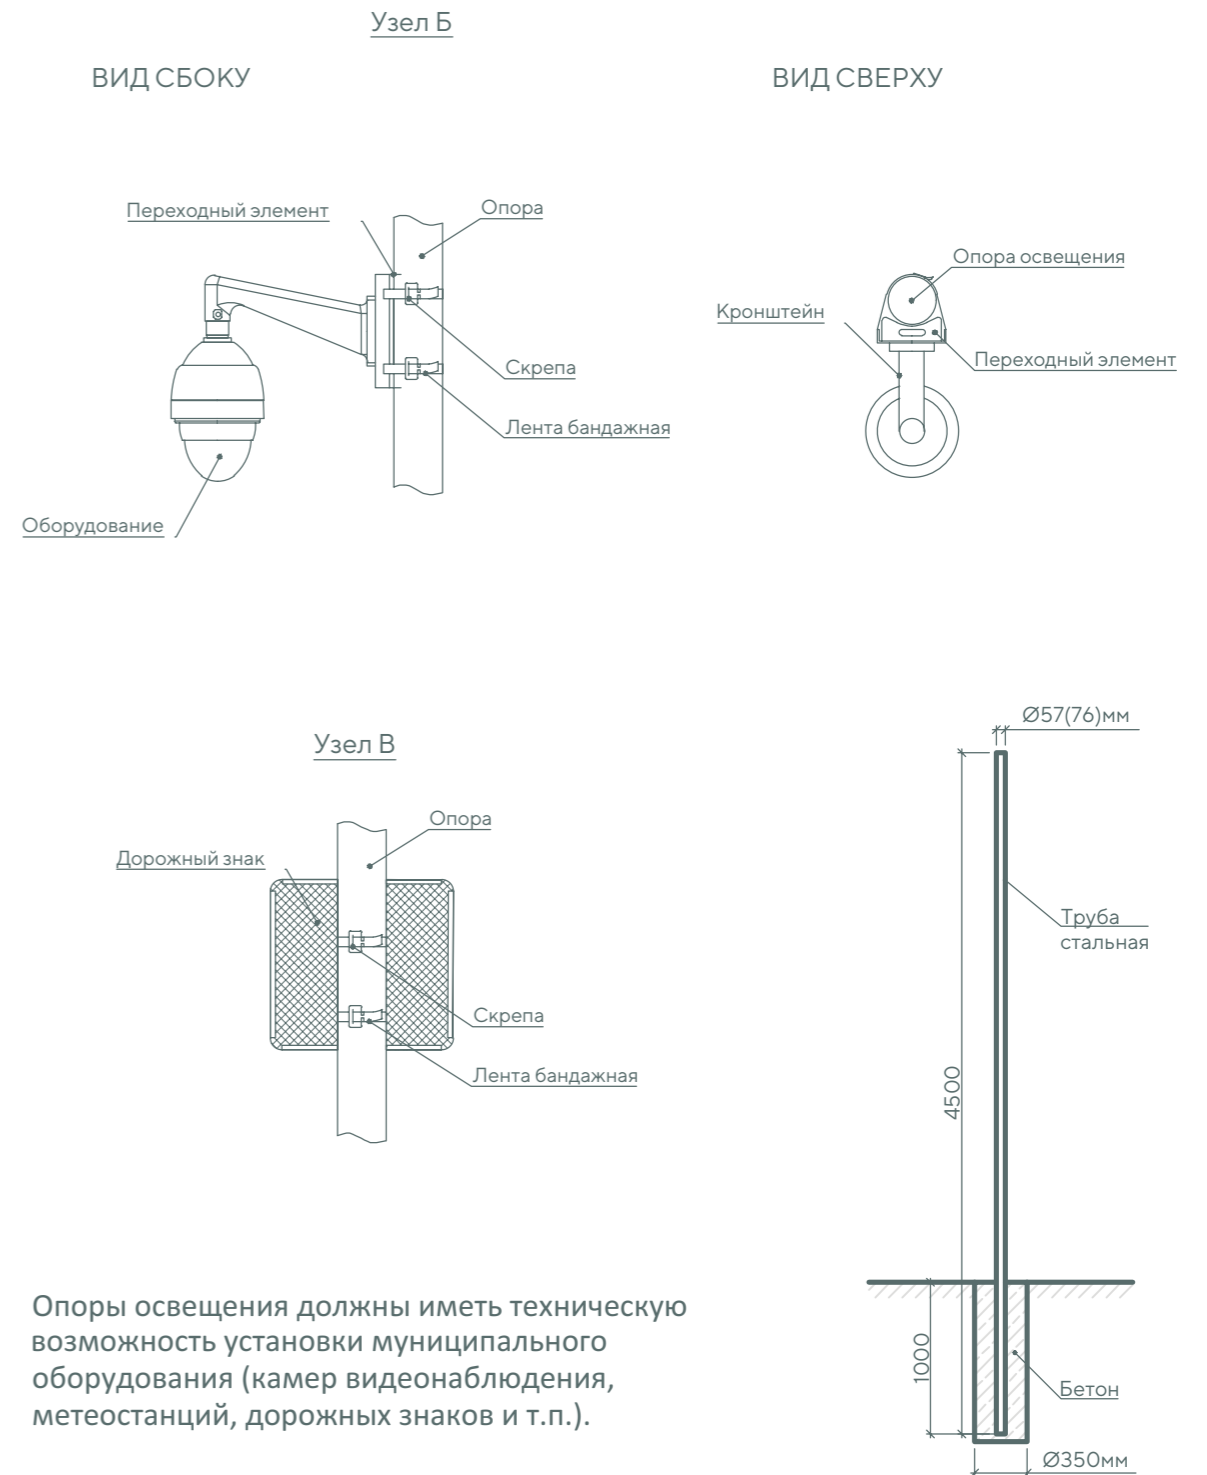 Узел Б
ВИД СБОКУ
ВИД СВЕРХУ
Переходный элемент
Опора
Скрепа
Лента бандажная
Оборудование
Опора освещения
Кронштейн
Переходный элемент
Узел В
Опора
Дорожный знак
Скрепа
Лента бандажная
Ø57(76)мм
Труба
стальная
4500
1000
Бетон
Ø350мм
Опоры освещения должны иметь техническую
возможность установки муниципального
оборудования (камер видеонаблюдения,
метеостанций, дорожных знаков и т.п.).